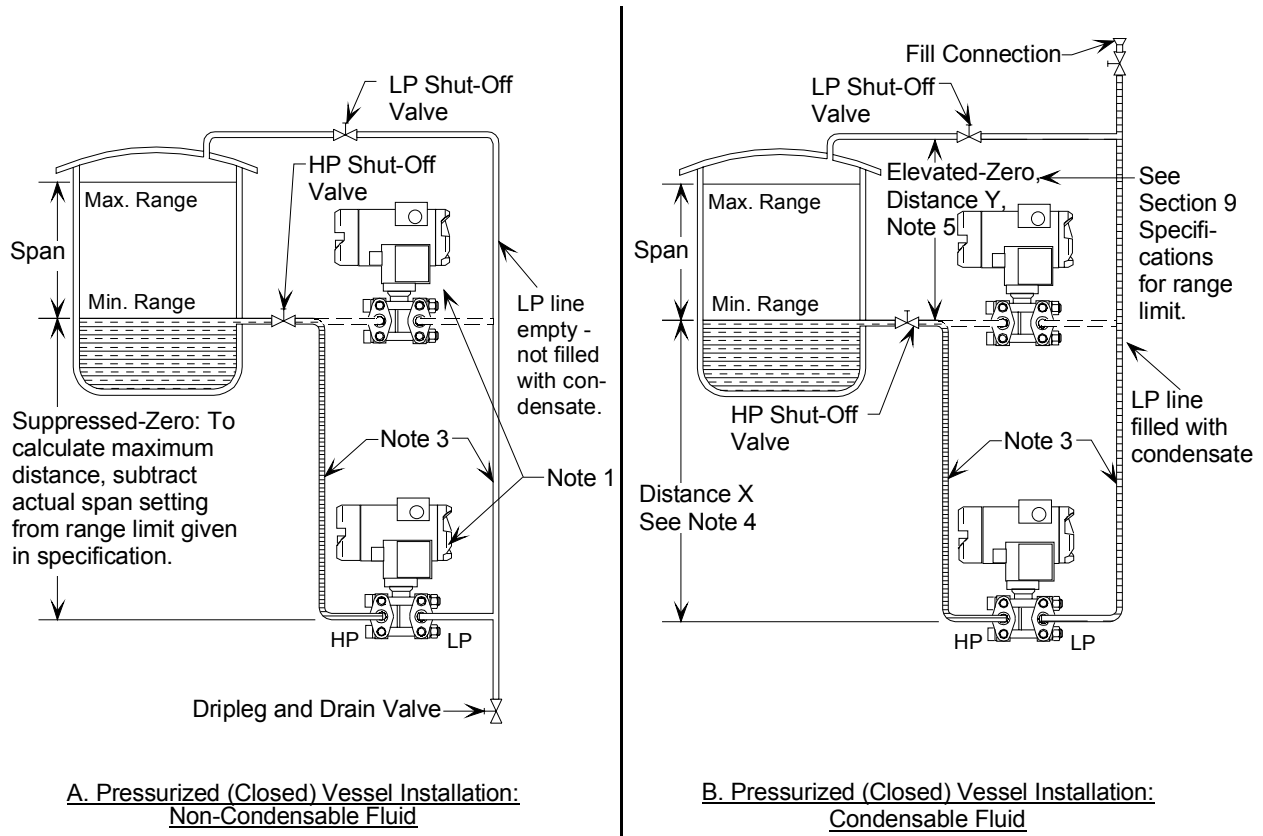 LP Shut-Off
Valve
HP Shut-Off
Valve
Max. Range
Span
Min. Range
LP line
empty -
not filled
with con-
densate.
Suppressed-Zero: To
calculate maximum
distance, subtract
actual span setting
from range limit given
in specification.
Note 3
Note 1
HP
LP
Dripleg and Drain Valve
A. Pressurized (Closed) Vessel Installation:
Non-Condensable Fluid
Fill Connection
LP Shut-Off
Valve
Elevated-Zero,
Distance Y,
Note 5
See
Section 9
Specifi-
cations
for range
limit.
Max. Range
Span
Min. Range
HP Shut-Off
Valve
LP line
filled with
condensate
Note 3
Distance X
See Note 4
HP
LP
B. Pressurized (Closed) Vessel Installation:
Condensable Fluid